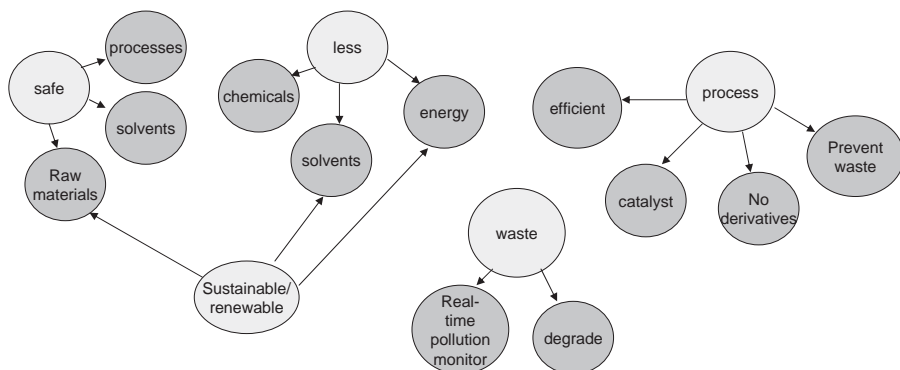 safe
processes
solvents
Raw
materials
less
chemicals
solvents
energy
Sustainable/
renewable
process
efficient
catalyst
No
derivatives
Prevent
waste
waste
Real-
time
pollution
monitor
degrade